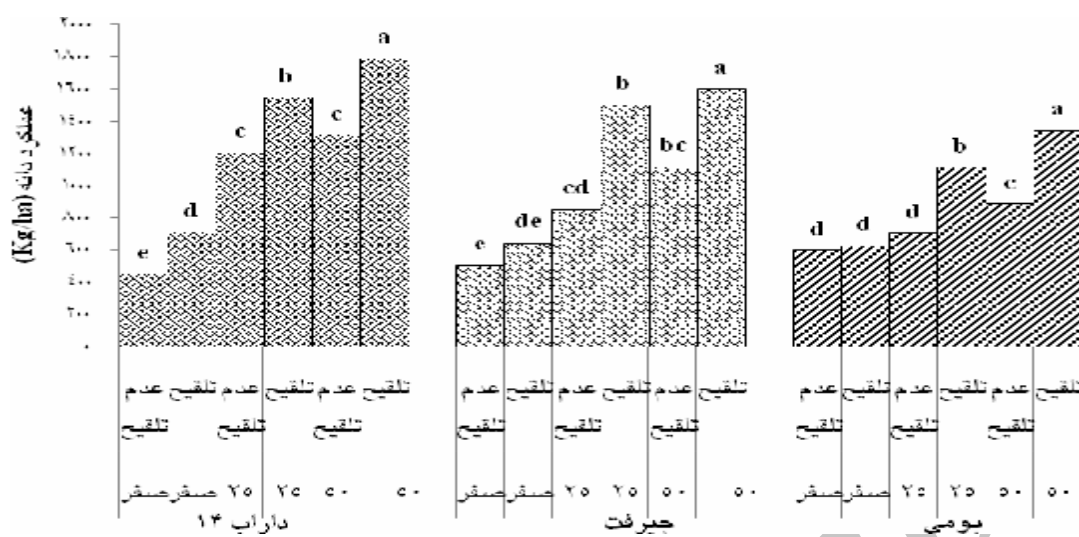 عملکرد دانه (Kg/ha)
۲۰۰۰
۱۸۰۰
۱۶۰۰
۱۴۰۰
۱۲۰۰
۱۰۰۰
۸۰۰
۶۰۰
۴۰۰
۲۰۰
۰
e d c b c a
e de cd b bc a
d d d b c a
عدم تلقیح تلقیح عدم تلقیح تلقیح عدم تلقیح تلقیح
صفر صفر ۲۵ ۲۵ ۵۰ ۵۰
داراب ۱۴
عدم تلقیح تلقیح عدم تلقیح تلقیح عدم تلقیح تلقیح
صفر صفر ۲۵ ۲۵ ۵۰ ۵۰
جیرفت
عدم تلقیح تلقیح عدم تلقیح تلقیح عدم تلقیح تلقیح
صفر صفر ۲۵ ۲۵ ۵۰ ۵۰
بومی